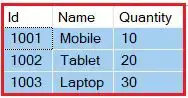 Id Name Quantity
1001 Mobile 10
1002 Tablet 20
1003 Laptop 30